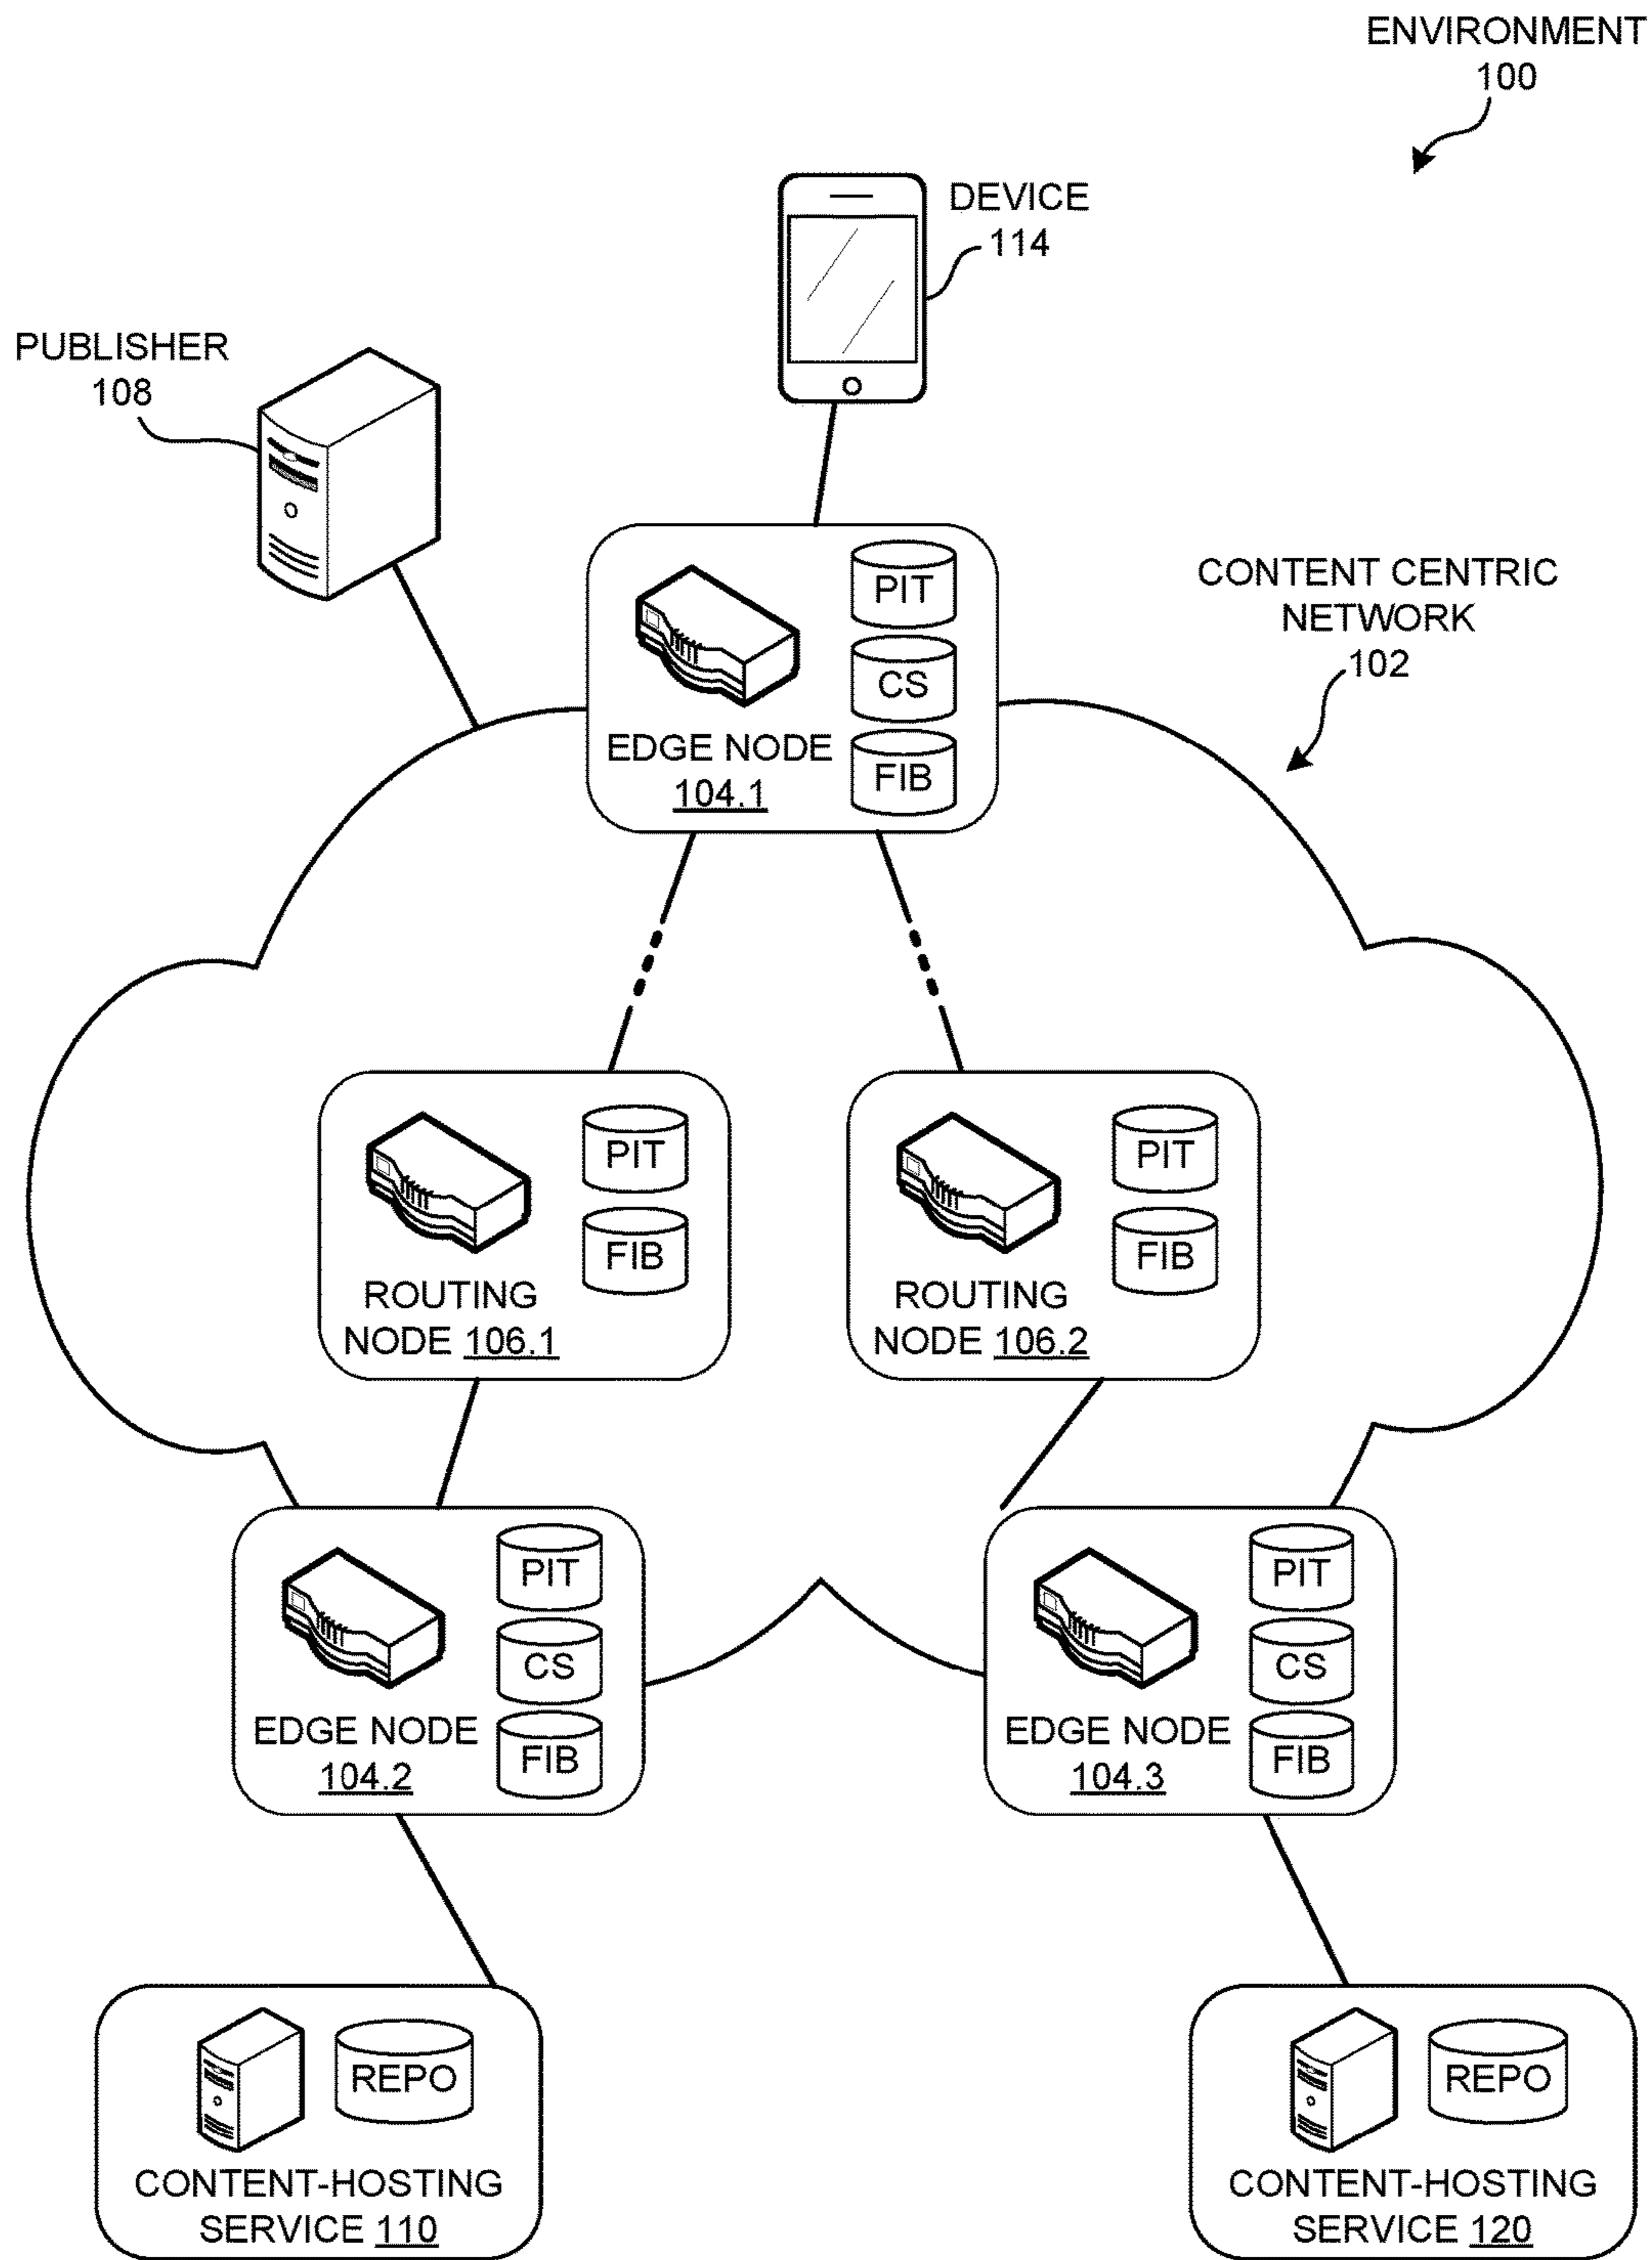 ENVIRONMENT
100
DEVICE
114
PUBLISHER
108
PIT
CS
FIB
EDGE NODE
104.1
CONTENT CENTRIC
NETWORK
102
PIT
FIB
ROUTING
NODE 106.1
PIT
FIB
ROUTING
NODE 106.2
PIT
CS
FIB
EDGE NODE
104.2
PIT
CS
FIB
EDGE NODE
104.3
REPO
CONTENT-HOSTING
SERVICE 110
REPO
CONTENT-HOSTING
SERVICE 120